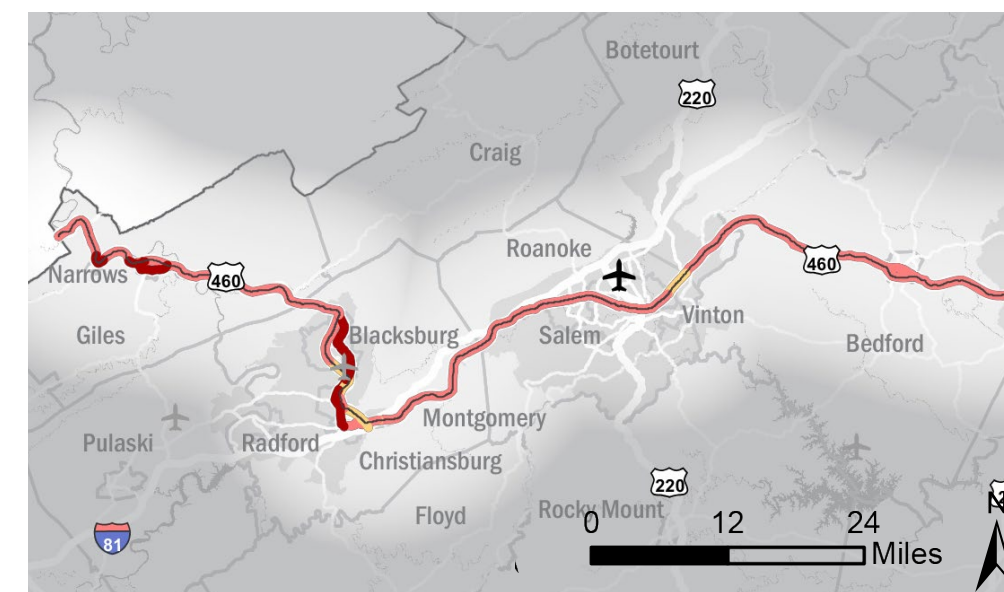 Botetourt
220
Craig
Roanoke
460
Narrows
460
Vinton
Giles
Blacksburg
Salem
Bedford
Montgomery
Pulaski
Radford
Christiansburg
220
Floyd
Rocky Mount
0
12
24
81
Miles
N